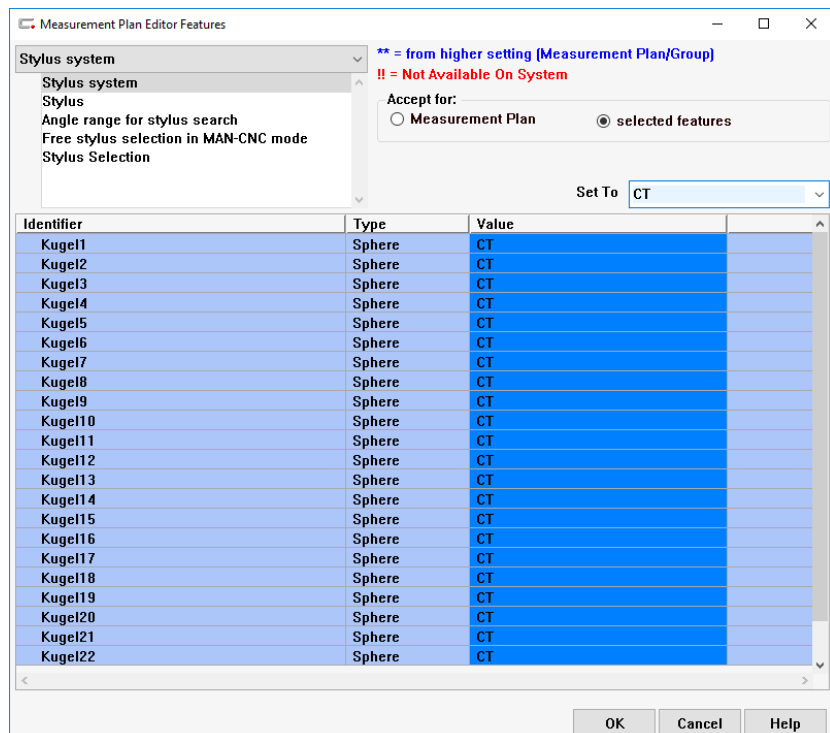 Measurement Plan Editor Features
Stylus system
Stylus system
Stylus
Angle range for stylus search
Free stylus selection in MAN-CNC mode
Stylus Selection
** = from higher setting (Measurement Plan/Group)
!! = Not Available On System
Accept for:
Measurement Plan selected features
Set To CT
Identifier Type Value
Kugel1 Sphere CT
Kugel2 Sphere CT
Kugel3 Sphere CT
Kugel4 Sphere CT
Kugel5 Sphere CT
Kugel6 Sphere CT
Kugel7 Sphere CT
Kugel8 Sphere CT
Kugel9 Sphere CT
Kugel10 Sphere CT
Kugel11 Sphere CT
Kugel12 Sphere CT
Kugel13 Sphere CT
Kugel14 Sphere CT
Kugel15 Sphere CT
Kugel16 Sphere CT
Kugel17 Sphere CT
Kugel18 Sphere CT
Kugel19 Sphere CT
Kugel20 Sphere CT
Kugel21 Sphere CT
Kugel22 Sphere CT
OK Cancel Help